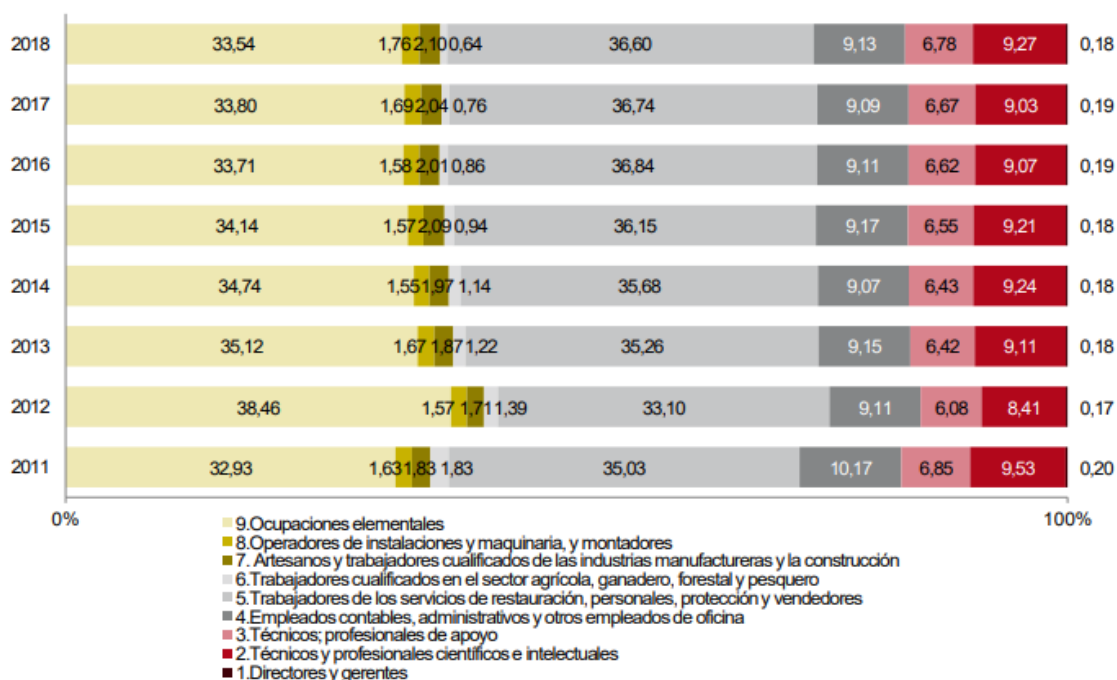 2018 33,54 1,76 2,10 0,64 36,60 9,13 6,78 9,27 0,18
2017 33,80 1,69 2,04 0,76 36,74 9,09 6,67 9,03 0,19
2016 33,71 1,58 2,01 0,86 36,84 9,11 6,62 9,07 0,19
2015 34,14 1,57 2,09 0,94 36,15 9,17 6,55 9,21 0,18
2014 34,74 1,55 1,97 1,14 35,68 9,07 6,43 9,24 0,18
2013 35,12 1,67 1,87 1,22 35,26 9,15 6,42 9,11 0,18
2012 38,46 1,57 1,71 1,39 33,10 9,11 6,08 8,41 0,17
2011 32,93 1,63 1,83 1,83 35,03 10,17 6,85 9,53 0,20
0% 100%
9.Ocupaciones elementales
8.Operadores de instalaciones y maquinaria, y montadores
7. Artesanos y trabajadores cualificados de las industrias manufactureras y la construcción
6.Trabajadores cualificados en el sector agrícola, ganadero, forestal y pesquero
5.Trabajadores de los servicios de restauración, personales, protección y vendedores
4.Empleados contables, administrativos y otros empleados de oficina
3.Técnicos; profesionales de apoyo
2.Técnicos y profesionales científicos e intelectuales
1.Directores y gerentes